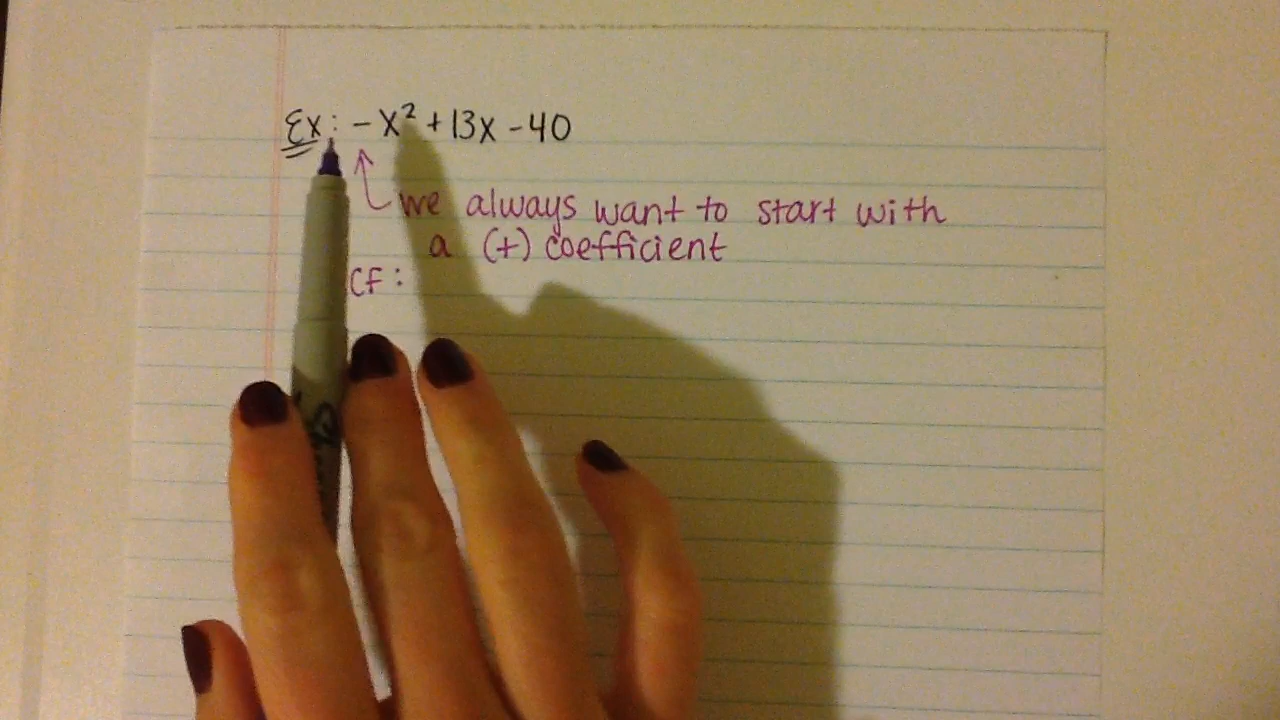 Ex: -x² + 13x - 40
we always want to start with
a (+) coefficient
CF: